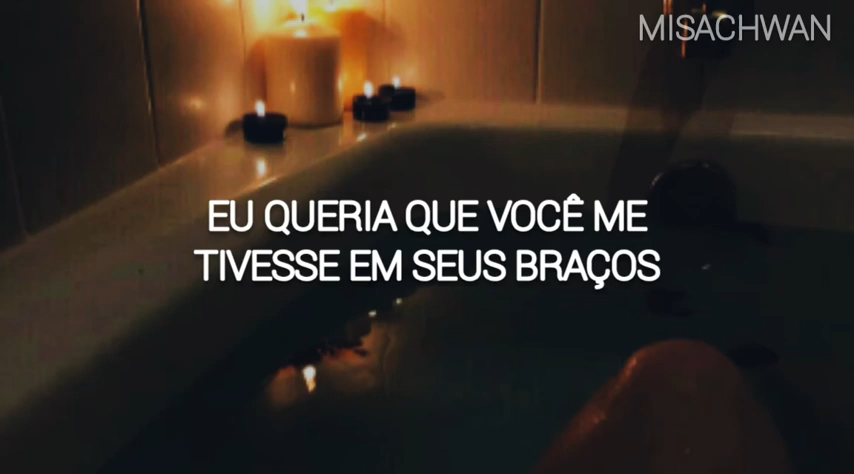 MISACHWAN
EU QUERIA QUE VOCÊ ME
TIVESSE EM SEUS BRAÇOS